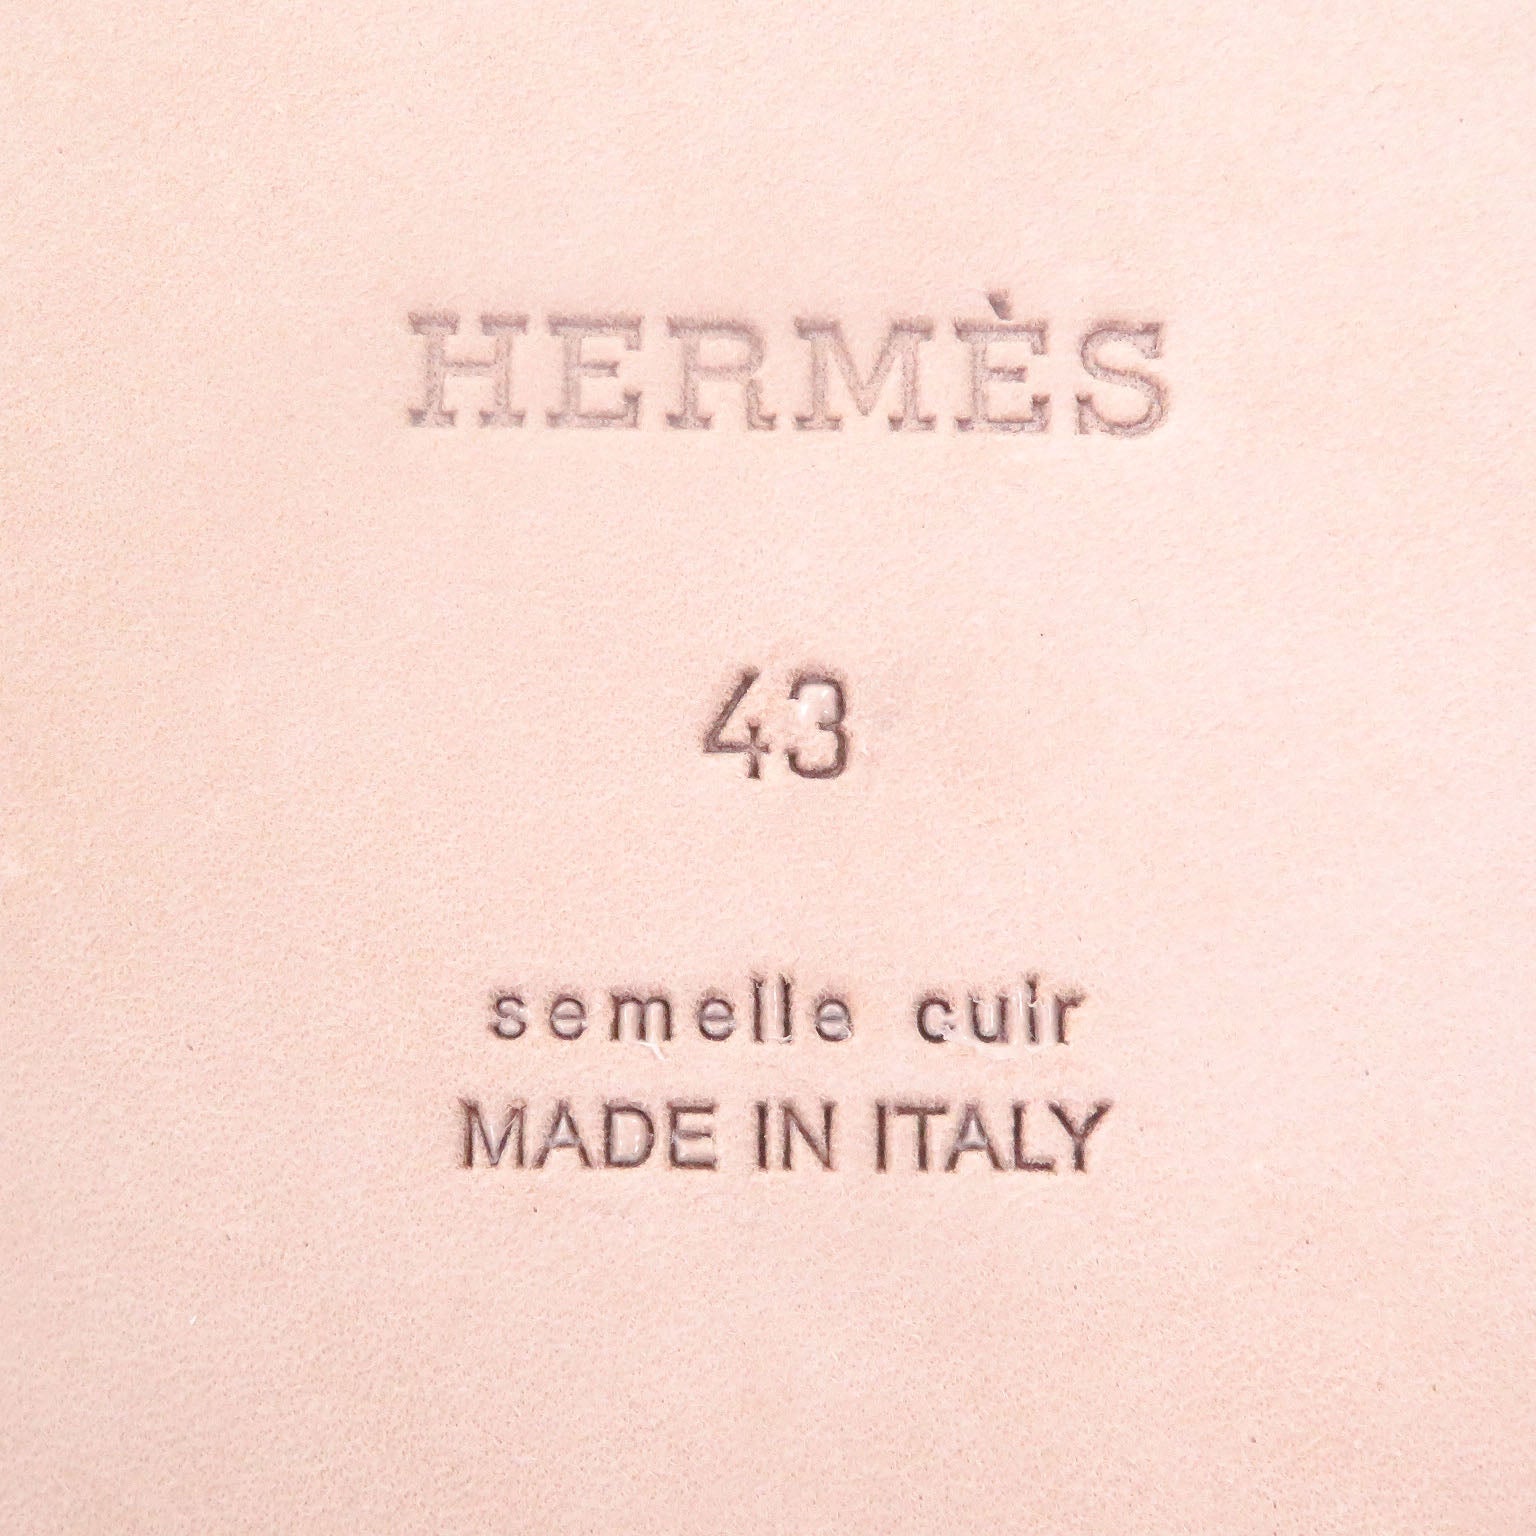 HERMÈS
43
semelle cuir
MADE IN ITALY